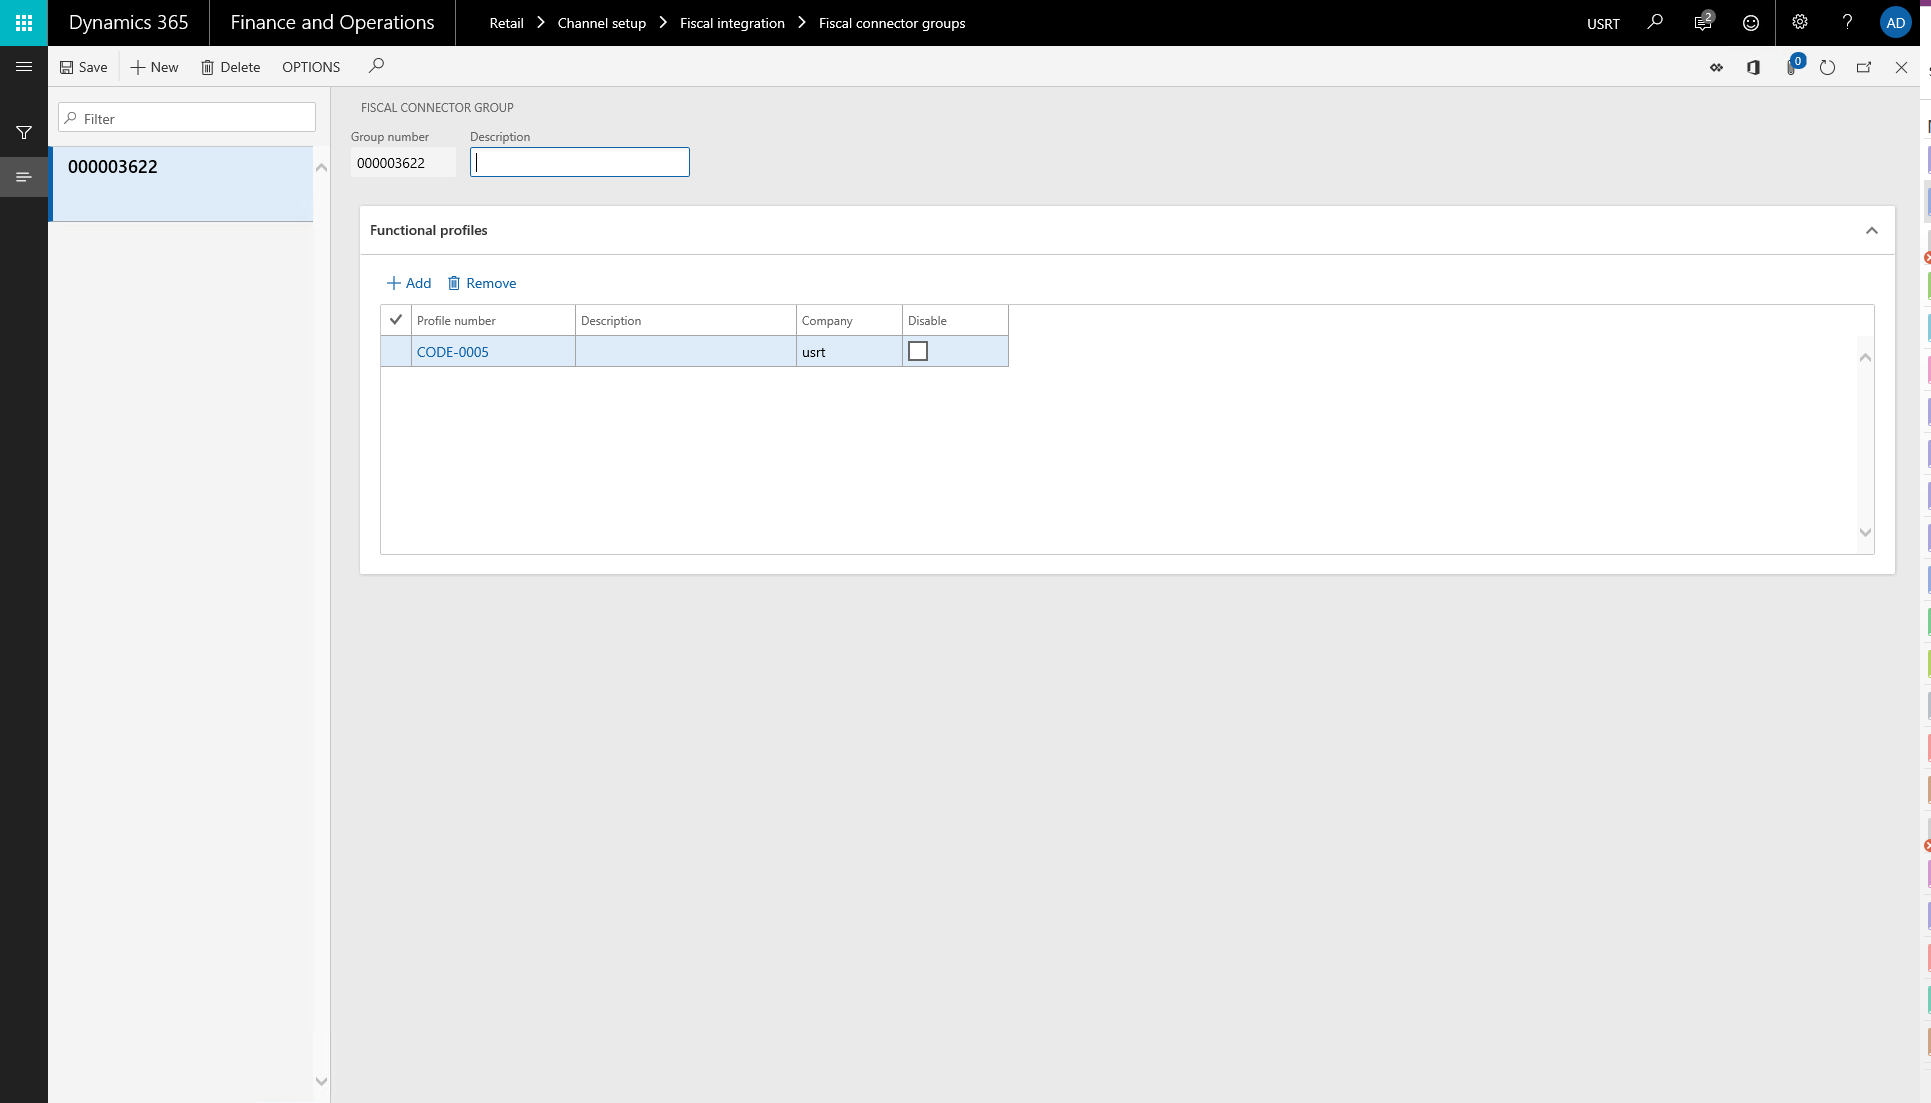 Dynamics 365
Finance and Operations
Retail > Channel setup > Fiscal integration > Fiscal connector groups
USRT
2
?
AD
Save
New
Delete
OPTIONS
0
Filter
000003622
FISCAL CONNECTOR GROUP
Group number
Description
000003622
Functional profiles
Add
Remove
Profile number
Description
Company
Disable
CODE-0005
usrt